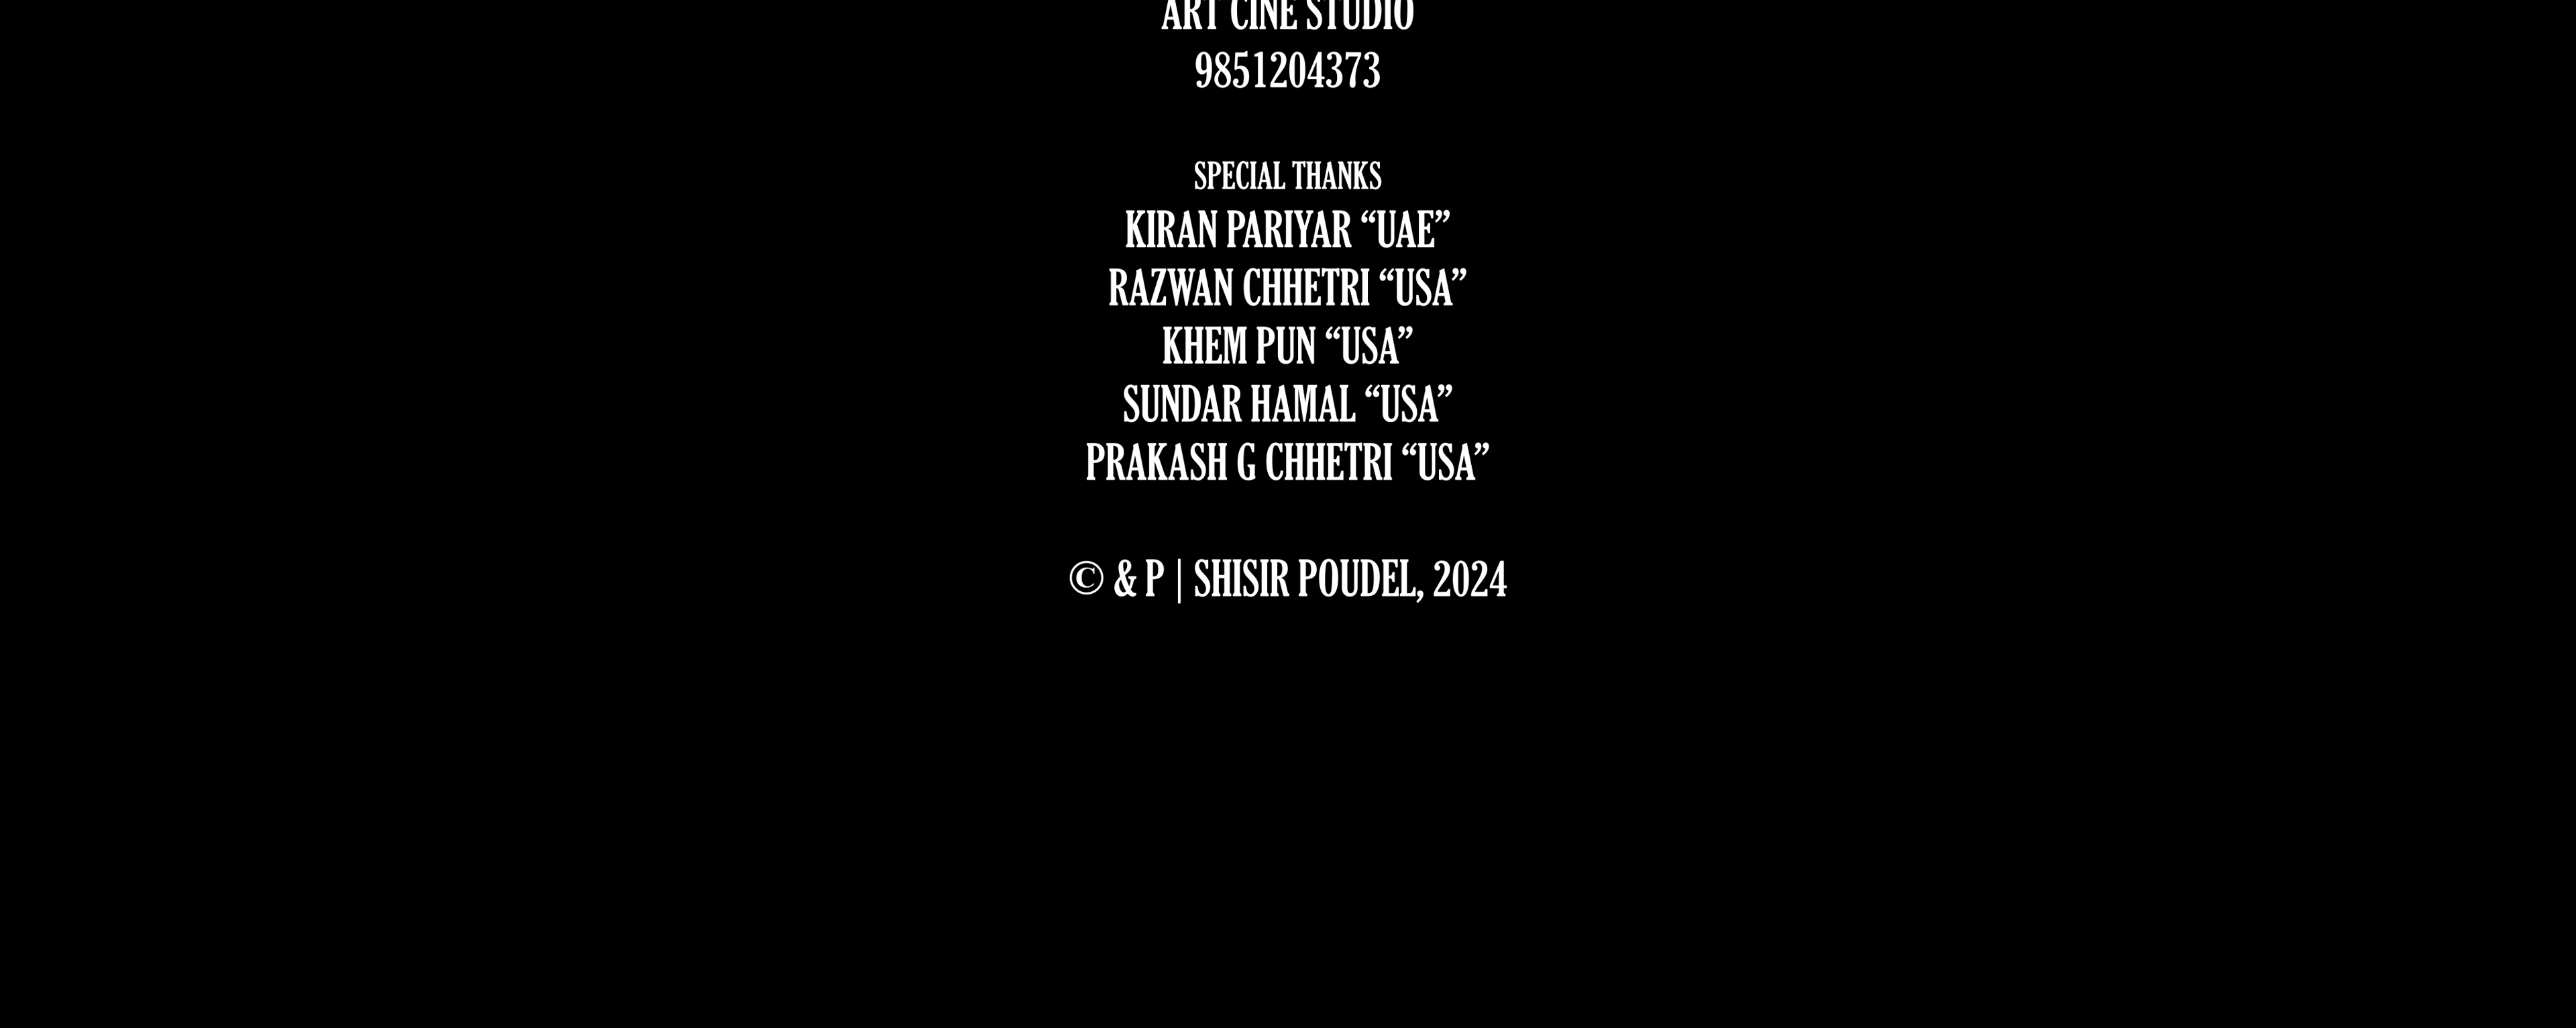 ART CINE STUDIO
9851204373
SPECIAL THANKS
KIRAN PARIYAR “UAE”
RAZWAN CHHETRI “USA”
KHEM PUN “USA”
SUNDAR HAMAL “USA”
PRAKASH G CHHETRI “USA”
© & P | SHISIR POUDEL, 2024